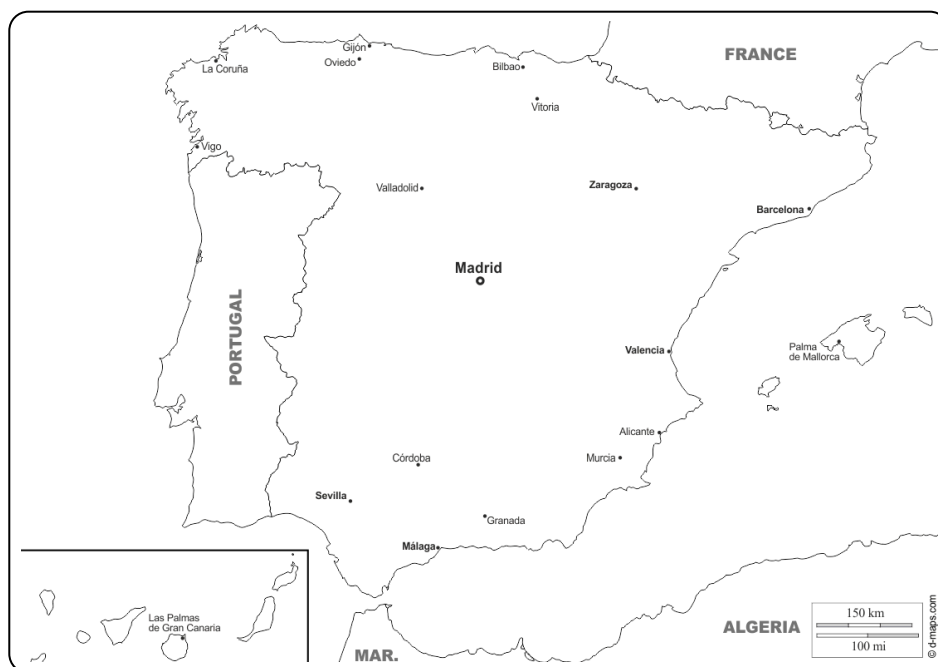 FRANCE
Gijón
Oviedo
La Coruña
Bilbao
Vitoria
Vigo
Valladolid
Zaragoza
Barcelona
Madrid
PORTUGAL
Valencia
Palma
de Mallorca
Alicante
Murcia
Córdoba
Sevilla
Granada
Málaga
Las Palmas
de Gran Canaria
MAR.
ALGERIA
150 km
100 mi
© d-maps.com